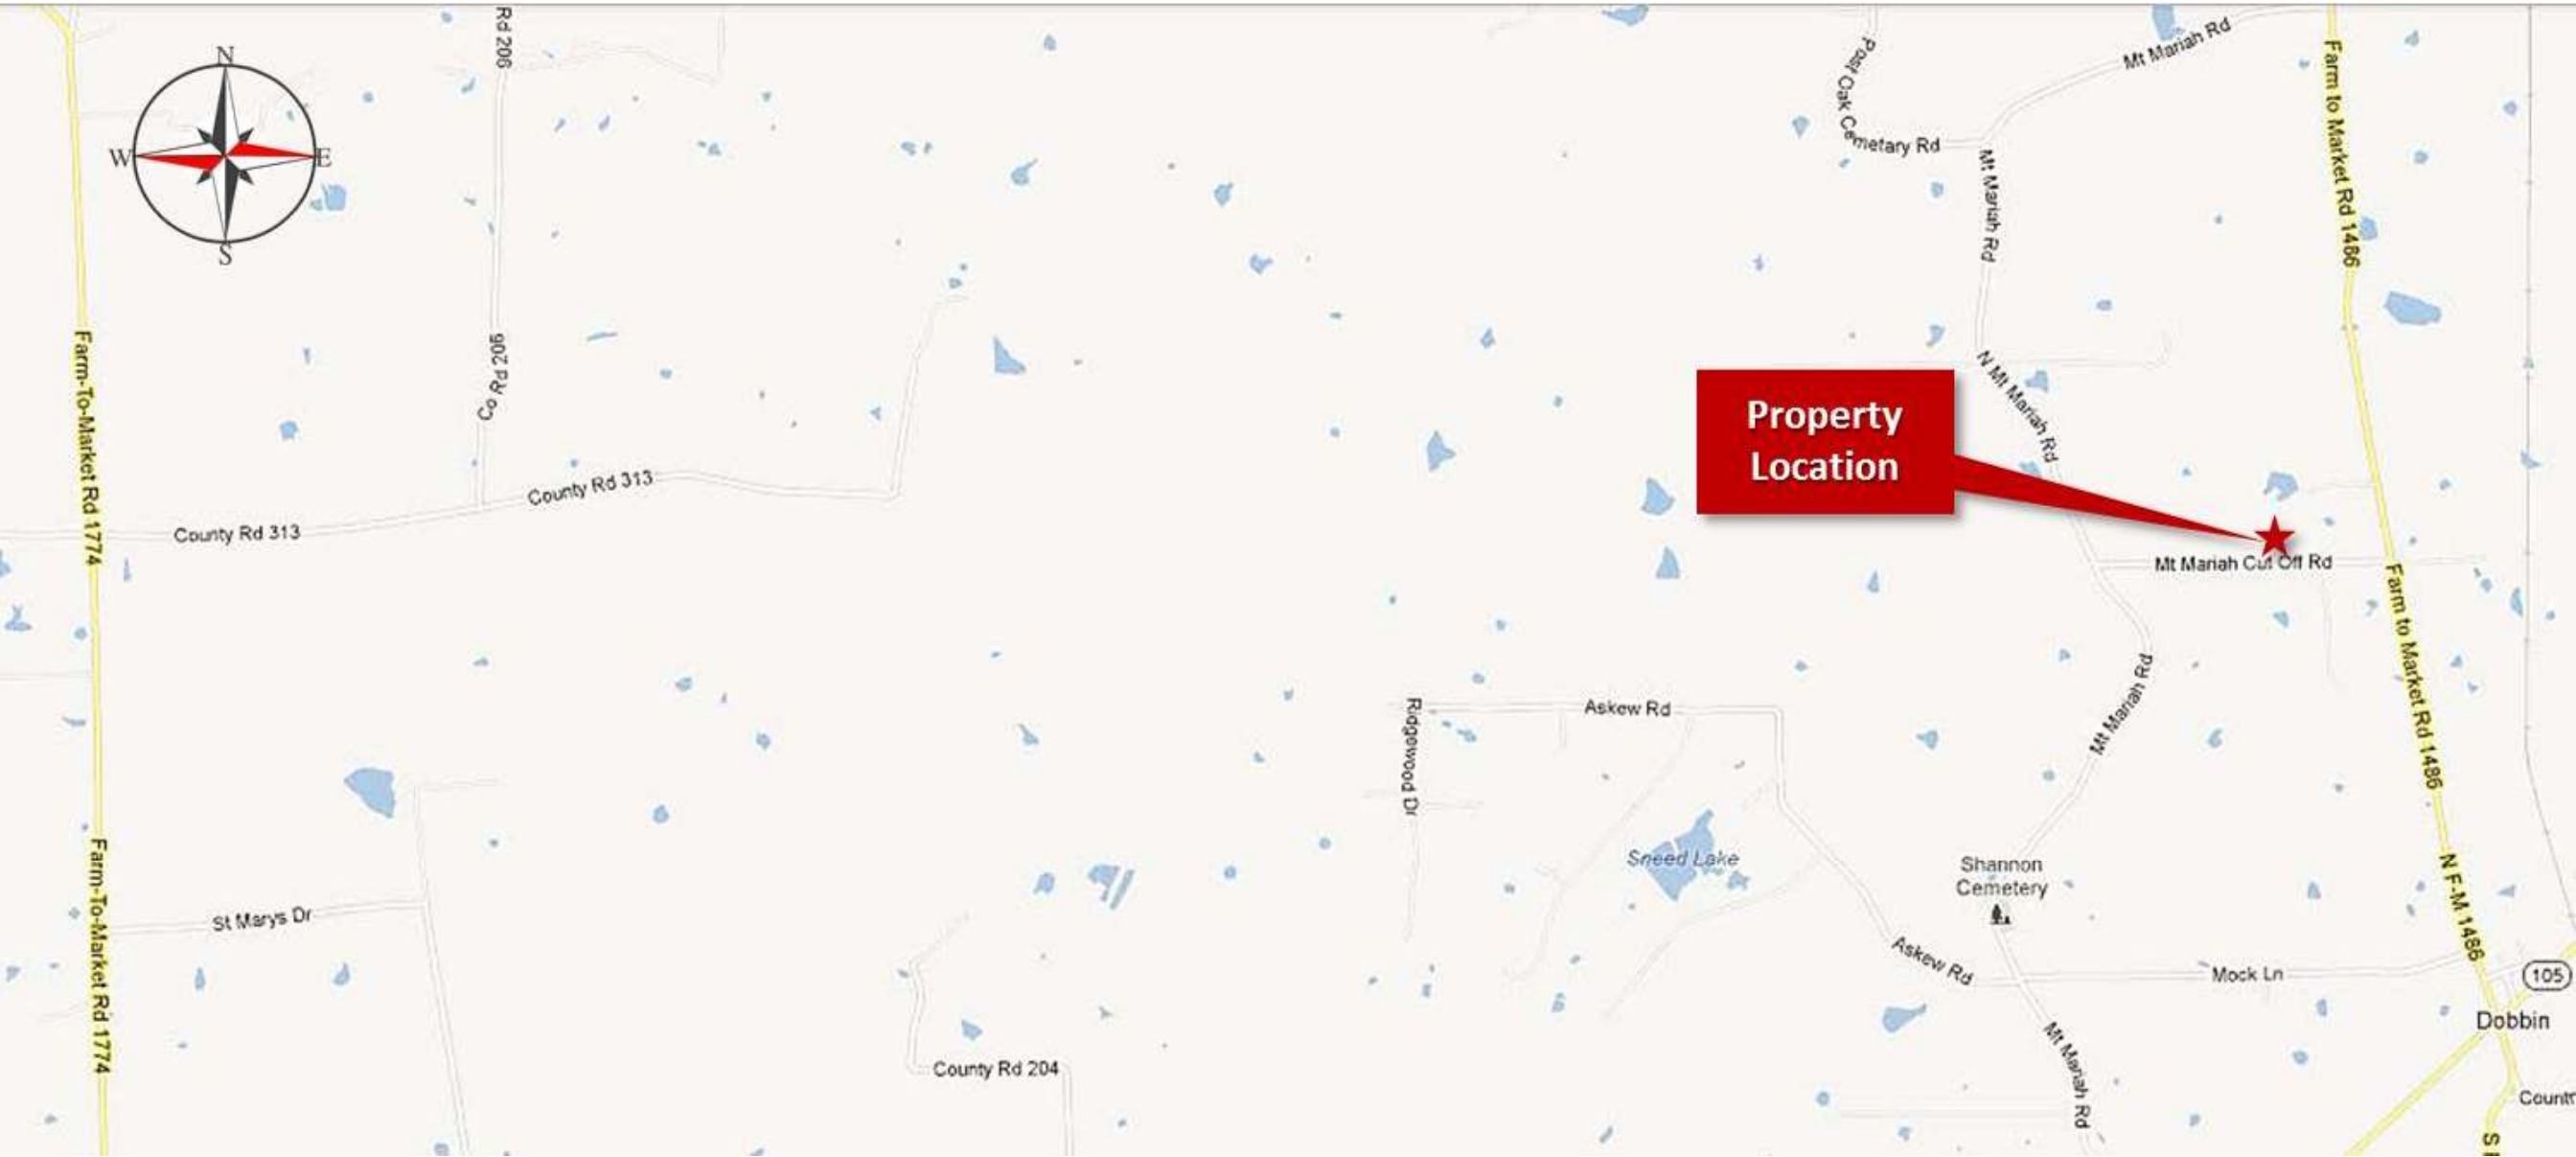 Rd 206
N
W
E
S
Post Oak Cemetary Rd
Mt Mariah Rd
Farm to Market Rd 1486
Mt Mariah Rd
Farm-To-Market Rd 1774
Co Rd 206
N Mt Mariah Rd
Property
Location
County Rd 313
County Rd 313
Mt Mariah Cut Off Rd
Farm to Market Rd 1486
Mt Mariah Rd
Askew Rd
Ridgewood Dr
Sneed Lake
Shannon
Cemetery
Farm-To-Market Rd 1774
St Marys Dr
N F-M 1486
Askew Rd
Mock Ln
105
Dobbin
Mt Mariah Rd
County Rd 204